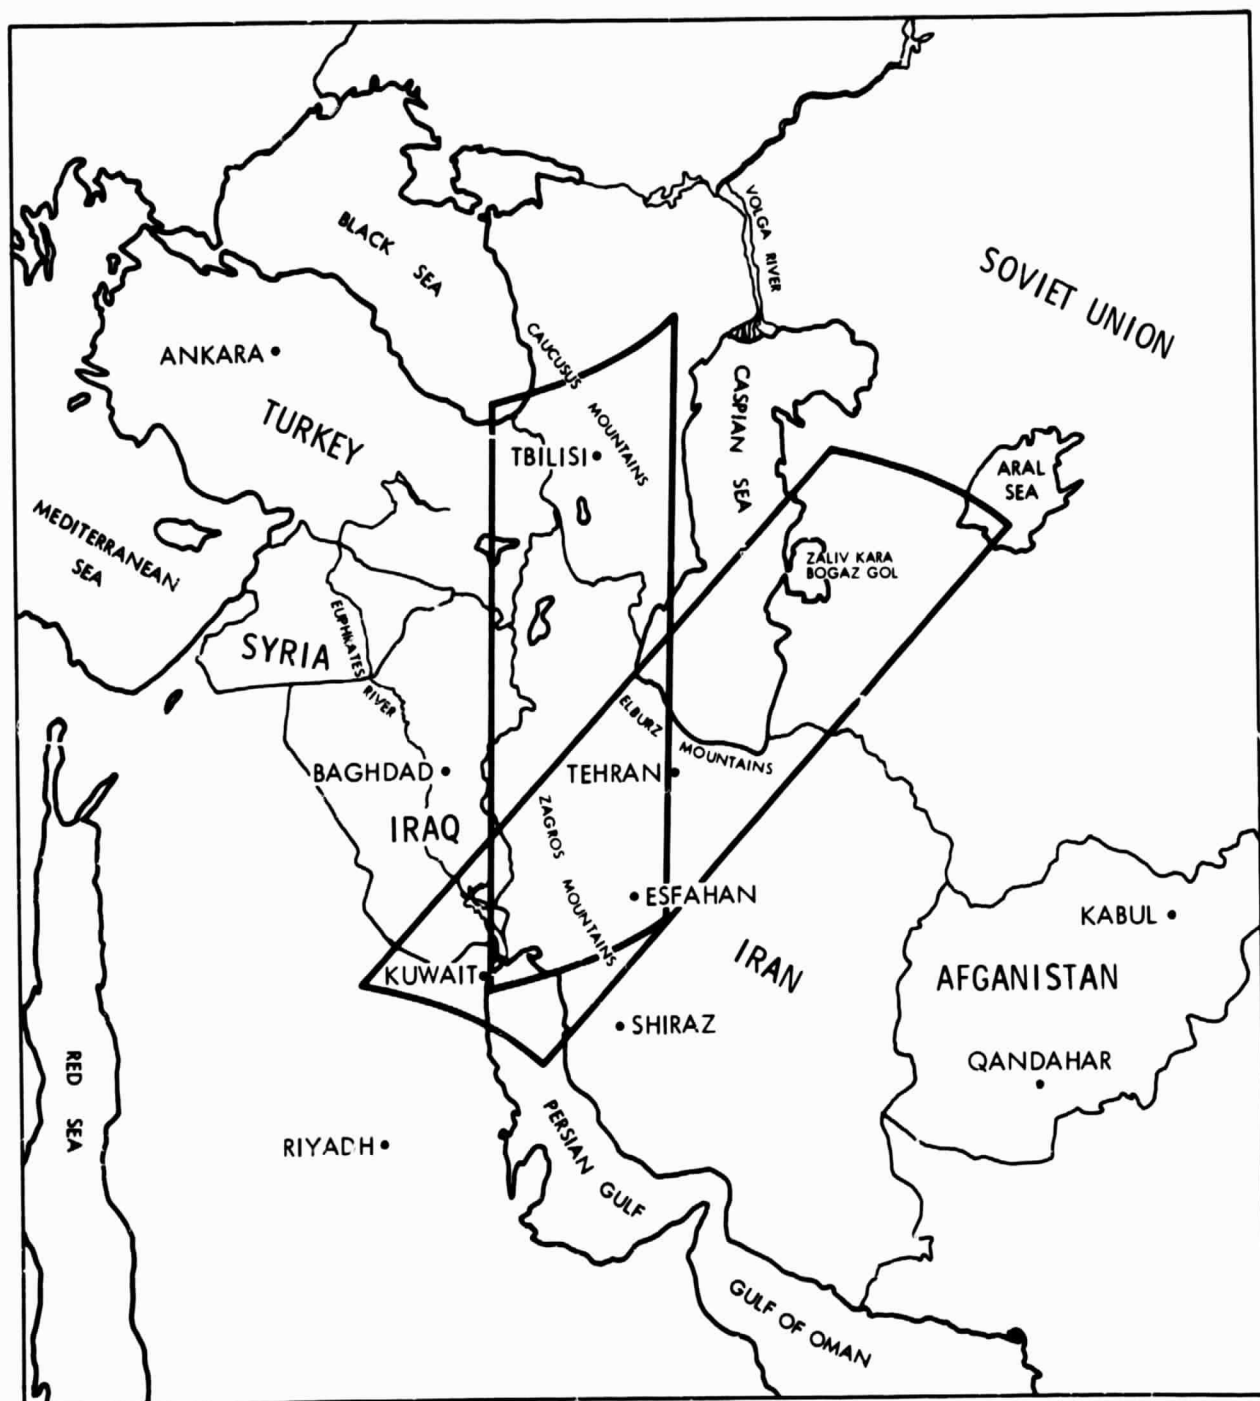 VOLGA RIVER
BLACK SEA
SOVIET UNION
CAUCUSUS MOUNTAINS
ANKARA
TURKEY
CASPIAN SEA
TBILISI
ARAL
SEA
MEDITERRANEAN
SEA
ZALIV KARA
BOGAZ GOL
EUPHRATES RIVER
SYRIA
ELBURZ MOUNTAINS
BAGHDAD
TEHRAN
ZAGROS MOUNTAINS
IRAQ
ESFAHAN
KABUL
IRAN
KUWAIT
AFGANISTAN
SHIRAZ
QANDAHAR
RED SEA
PERSIAN GULF
RIYADH
GULF OF OMAN